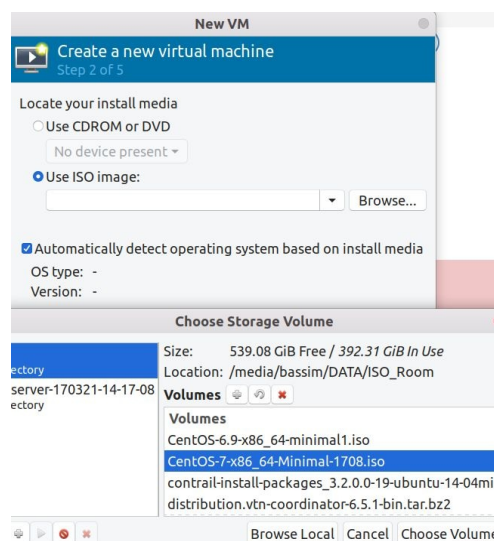 New VM
Create a new virtual machine
Step 2 of 5
Locate your install media
Use CDROM or DVD
No device present
Use ISO image:
Browse...
Automatically detect operating system based on install media
OS type: -
Version: -
Choose Storage Volume
ectory
server-170321-14-17-08
ectory
Size: 539.08 GiB Free / 392.31 GiB In Use
Location: /media/bassim/DATA/ISO_Room
Volumes
Volumes
CentOS-6.9-x86_64-minimal1.iso
CentOS-7-x86_64-Minimal-1708.iso
contrail-install-packages_3.2.0.0-19-ubuntu-14-04mi
distribution.vtn-coordinator-6.5.1-bin.tar.bz2
Browse Local Cancel Choose Volume